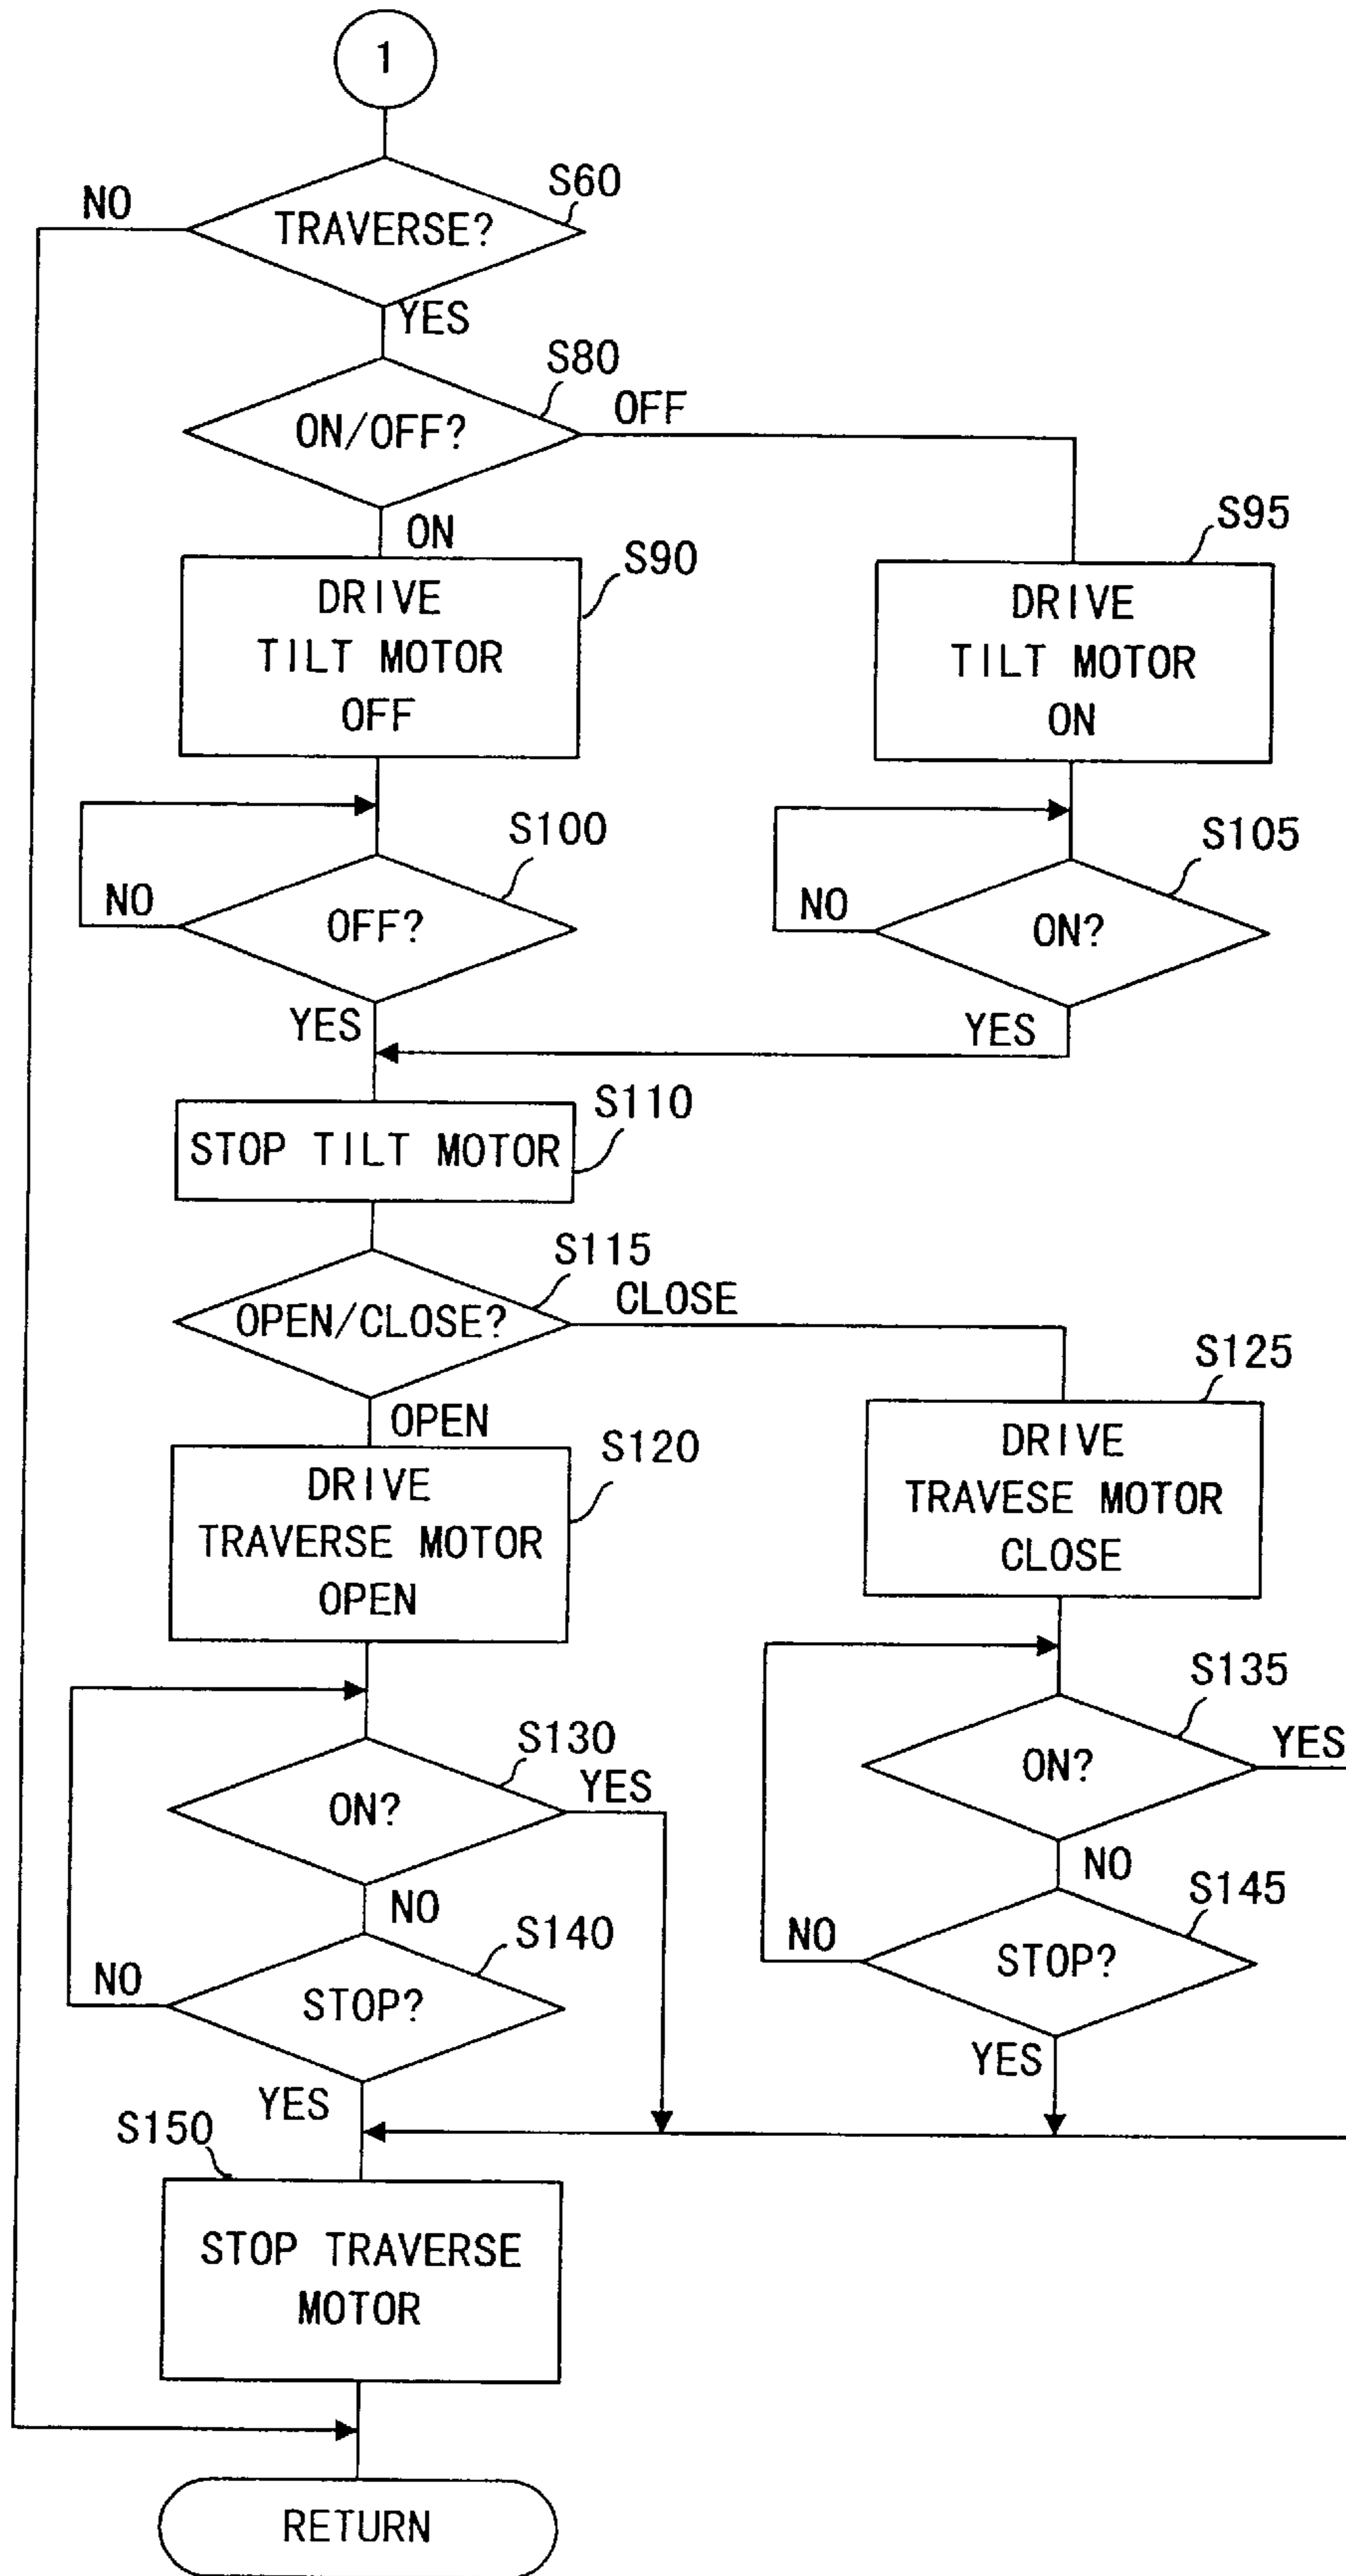 1
S60
NO
TRAVERSE?
YES
S80
OFF
ON/OFF?
ON
S90
DRIVE
TILT MOTOR
OFF
S95
DRIVE
TILT MOTOR
ON
S100
NO
OFF?
YES
S105
NO
ON?
YES
S110
STOP TILT MOTOR
S115
CLOSE
OPEN/CLOSE?
OPEN
S120
DRIVE
TRAVERSE MOTOR
OPEN
S125
DRIVE
TRAVESE MOTOR
CLOSE
S130
YES
ON?
NO
S135
YES
ON?
NO
S140
NO
STOP?
YES
S145
NO
STOP?
YES
S150
STOP TRAVERSE
MOTOR
RETURN